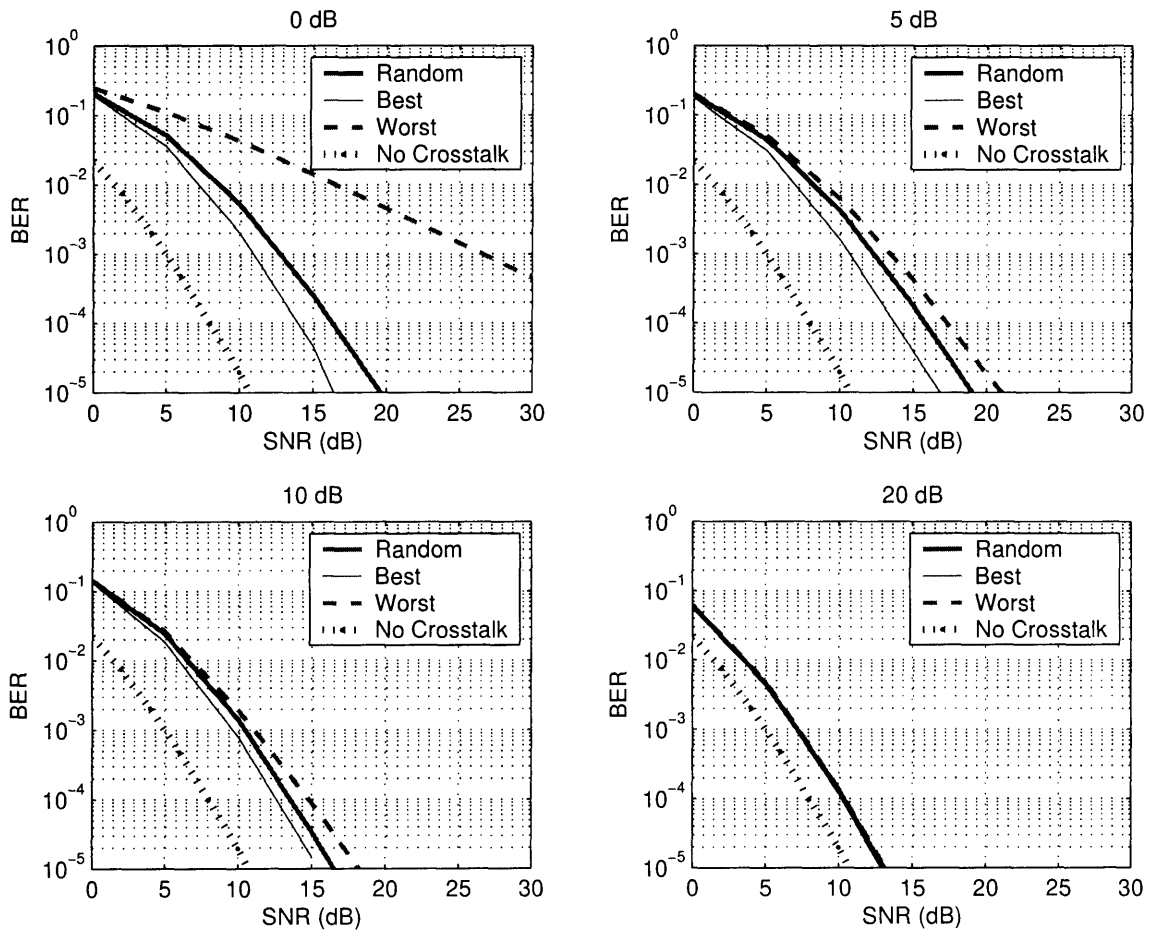 0 dB
10^0
10^-1
10^-2
10^-3
10^-4
10^-5
BER
0 5 10 15 20 25 30
SNR (dB)
Random
Best
Worst
No Crosstalk
5 dB
10^0
10^-1
10^-2
10^-3
10^-4
10^-5
BER
0 5 10 15 20 25 30
SNR (dB)
Random
Best
Worst
No Crosstalk
10 dB
10^0
10^-1
10^-2
10^-3
10^-4
10^-5
BER
0 5 10 15 20 25 30
SNR (dB)
Random
Best
Worst
No Crosstalk
20 dB
10^0
10^-1
10^-2
10^-3
10^-4
10^-5
BER
0 5 10 15 20 25 30
SNR (dB)
Random
Best
Worst
No Crosstalk